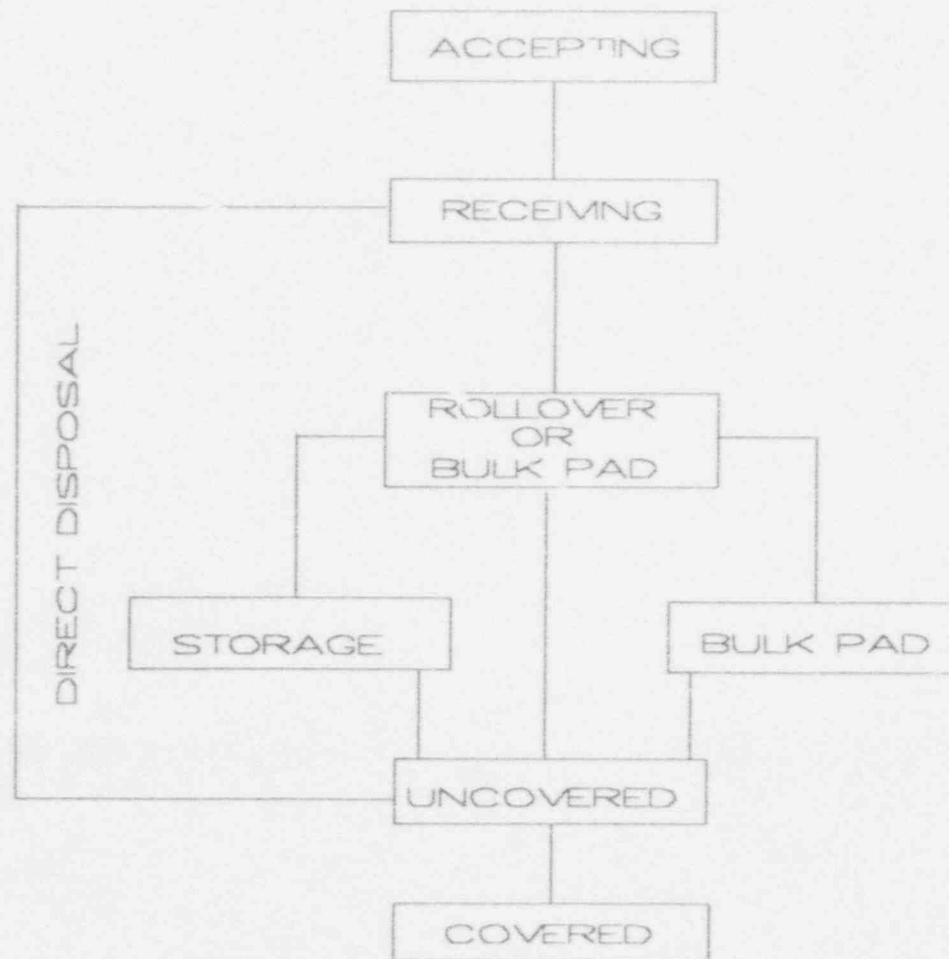 ACCEPTING
RECEIVING
ROLLOVER
OR
BULK PAD
DIRECT DISPOSAL
STORAGE
BULK PAD
UNCOVERED
COVERED